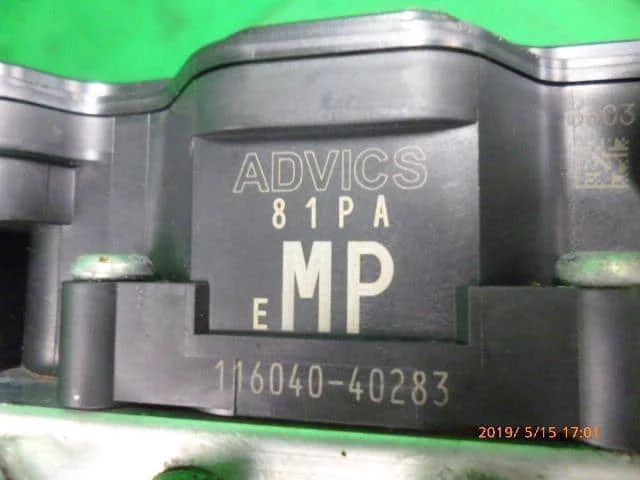 ADVICS
81PA
E MP
116040-40283
2019/ 5/15 17:01